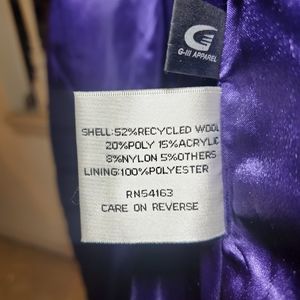 G-III APPAREL
SHELL:52%RECYCLED WOOL
20%POLY 15%ACRYLIC
8%NYLON 5%OTHERS
LINING:100%POLYESTER
RN54163
CARE ON REVERSE